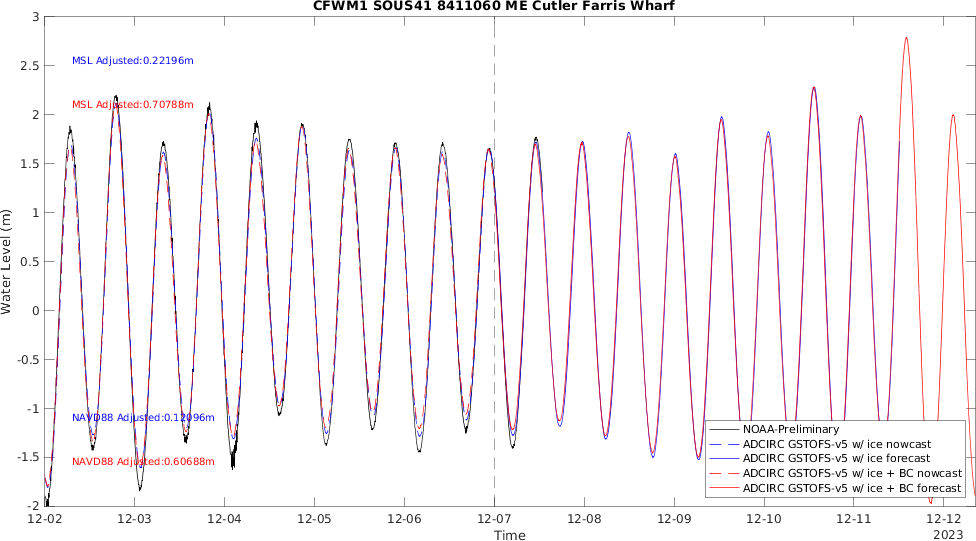 CFWM1 SOUS41 8411060 ME Cutler Farris Wharf
3
2.5
2
1.5
1
0.5
0
-0.5
-1
-1.5
-2
Water Level (m)
MSL Adjusted:0.22196m
MSL Adjusted:0.70788m
NAVD88 Adjusted:0.12096m
NAVD88 Adjusted:0.60688m
NOAA-Preliminary
ADCIRC GSTOFS-v5 w/ ice nowcast
ADCIRC GSTOFS-v5 w/ ice forecast
ADCIRC GSTOFS-v5 w/ ice + BC nowcast
ADCIRC GSTOFS-v5 w/ ice + BC forecast
12-02 12-03 12-04 12-05 12-06 12-07 12-08 12-09 12-10 12-11 12-12
2023
Time